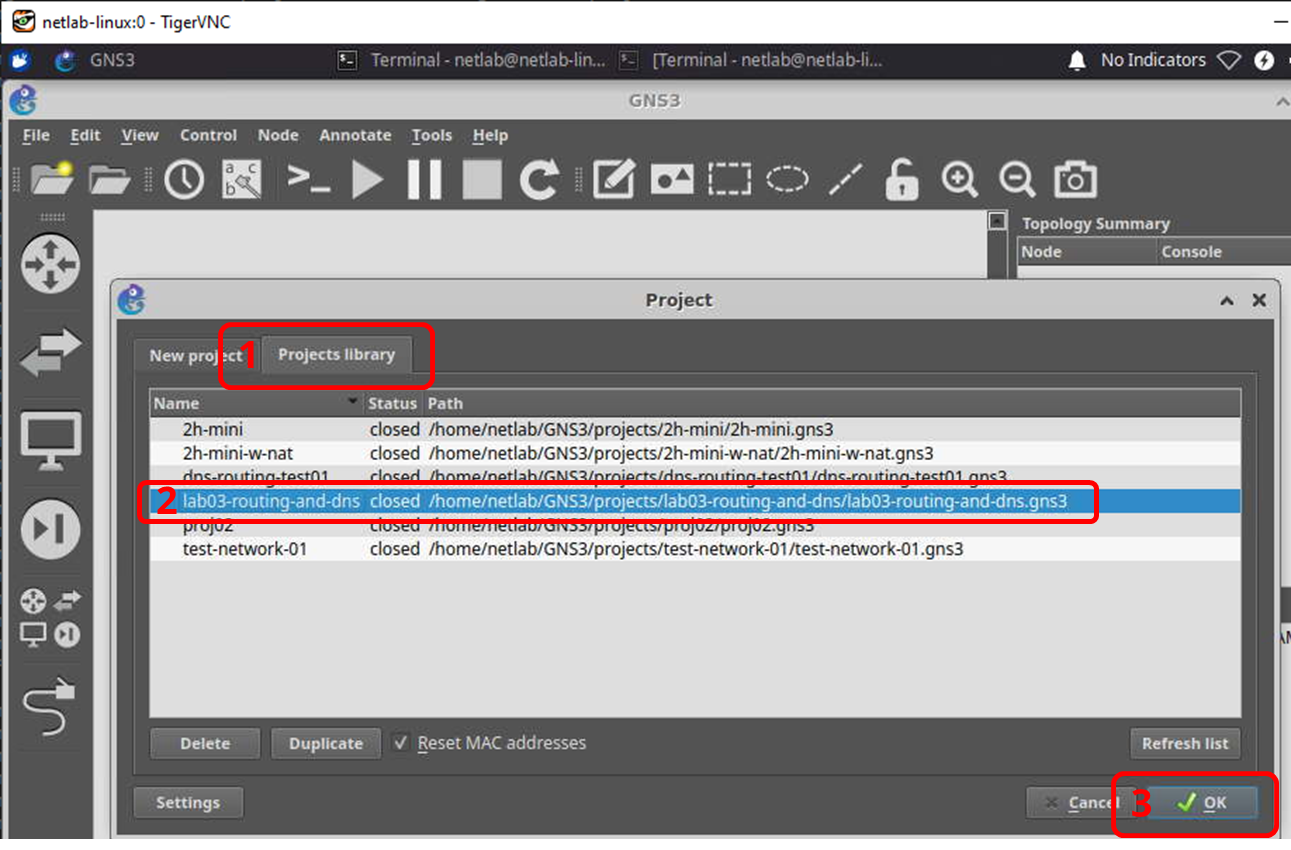 netlab-linux:0 - TigerVNC
GNS3 Terminal - netlab@netlab-lin... [Terminal - netlab@netlab-li... No Indicators
GNS3
File Edit View Control Node Annotate Tools Help
a c
b
Topology Summary
Node Console
Project
New project 1 Projects library
Name Status Path
2h-mini closed /home/netlab/GNS3/projects/2h-mini/2h-mini.gns3
2h-mini-w-nat closed /home/netlab/GNS3/projects/2h-mini-w-nat/2h-mini-w-nat.gns3
dns-routing-test01 closed /home/netlab/GNS3/projects/dns-routing-test01/dns-routing-test01.gns3
2 lab03-routing-and-dns closed /home/netlab/GNS3/projects/lab03-routing-and-dns/lab03-routing-and-dns.gns3
proj02 closed /home/netlab/GNS3/projects/proj02/proj02.gns3
test-network-01 closed /home/netlab/GNS3/projects/test-network-01/test-network-01.gns3
Delete Duplicate Reset MAC addresses Refresh list
Settings Cancel 3 OK